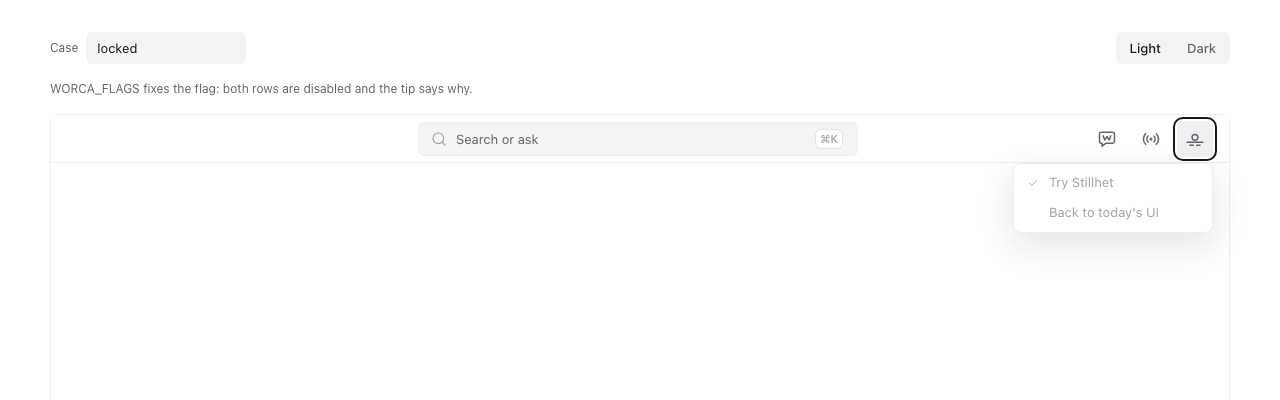 Case locked Light Dark
WORCA_FLAGS fixes the flag: both rows are disabled and the tip says why.
Search or ask ⌘K
Try Stillhet
Back to today's UI